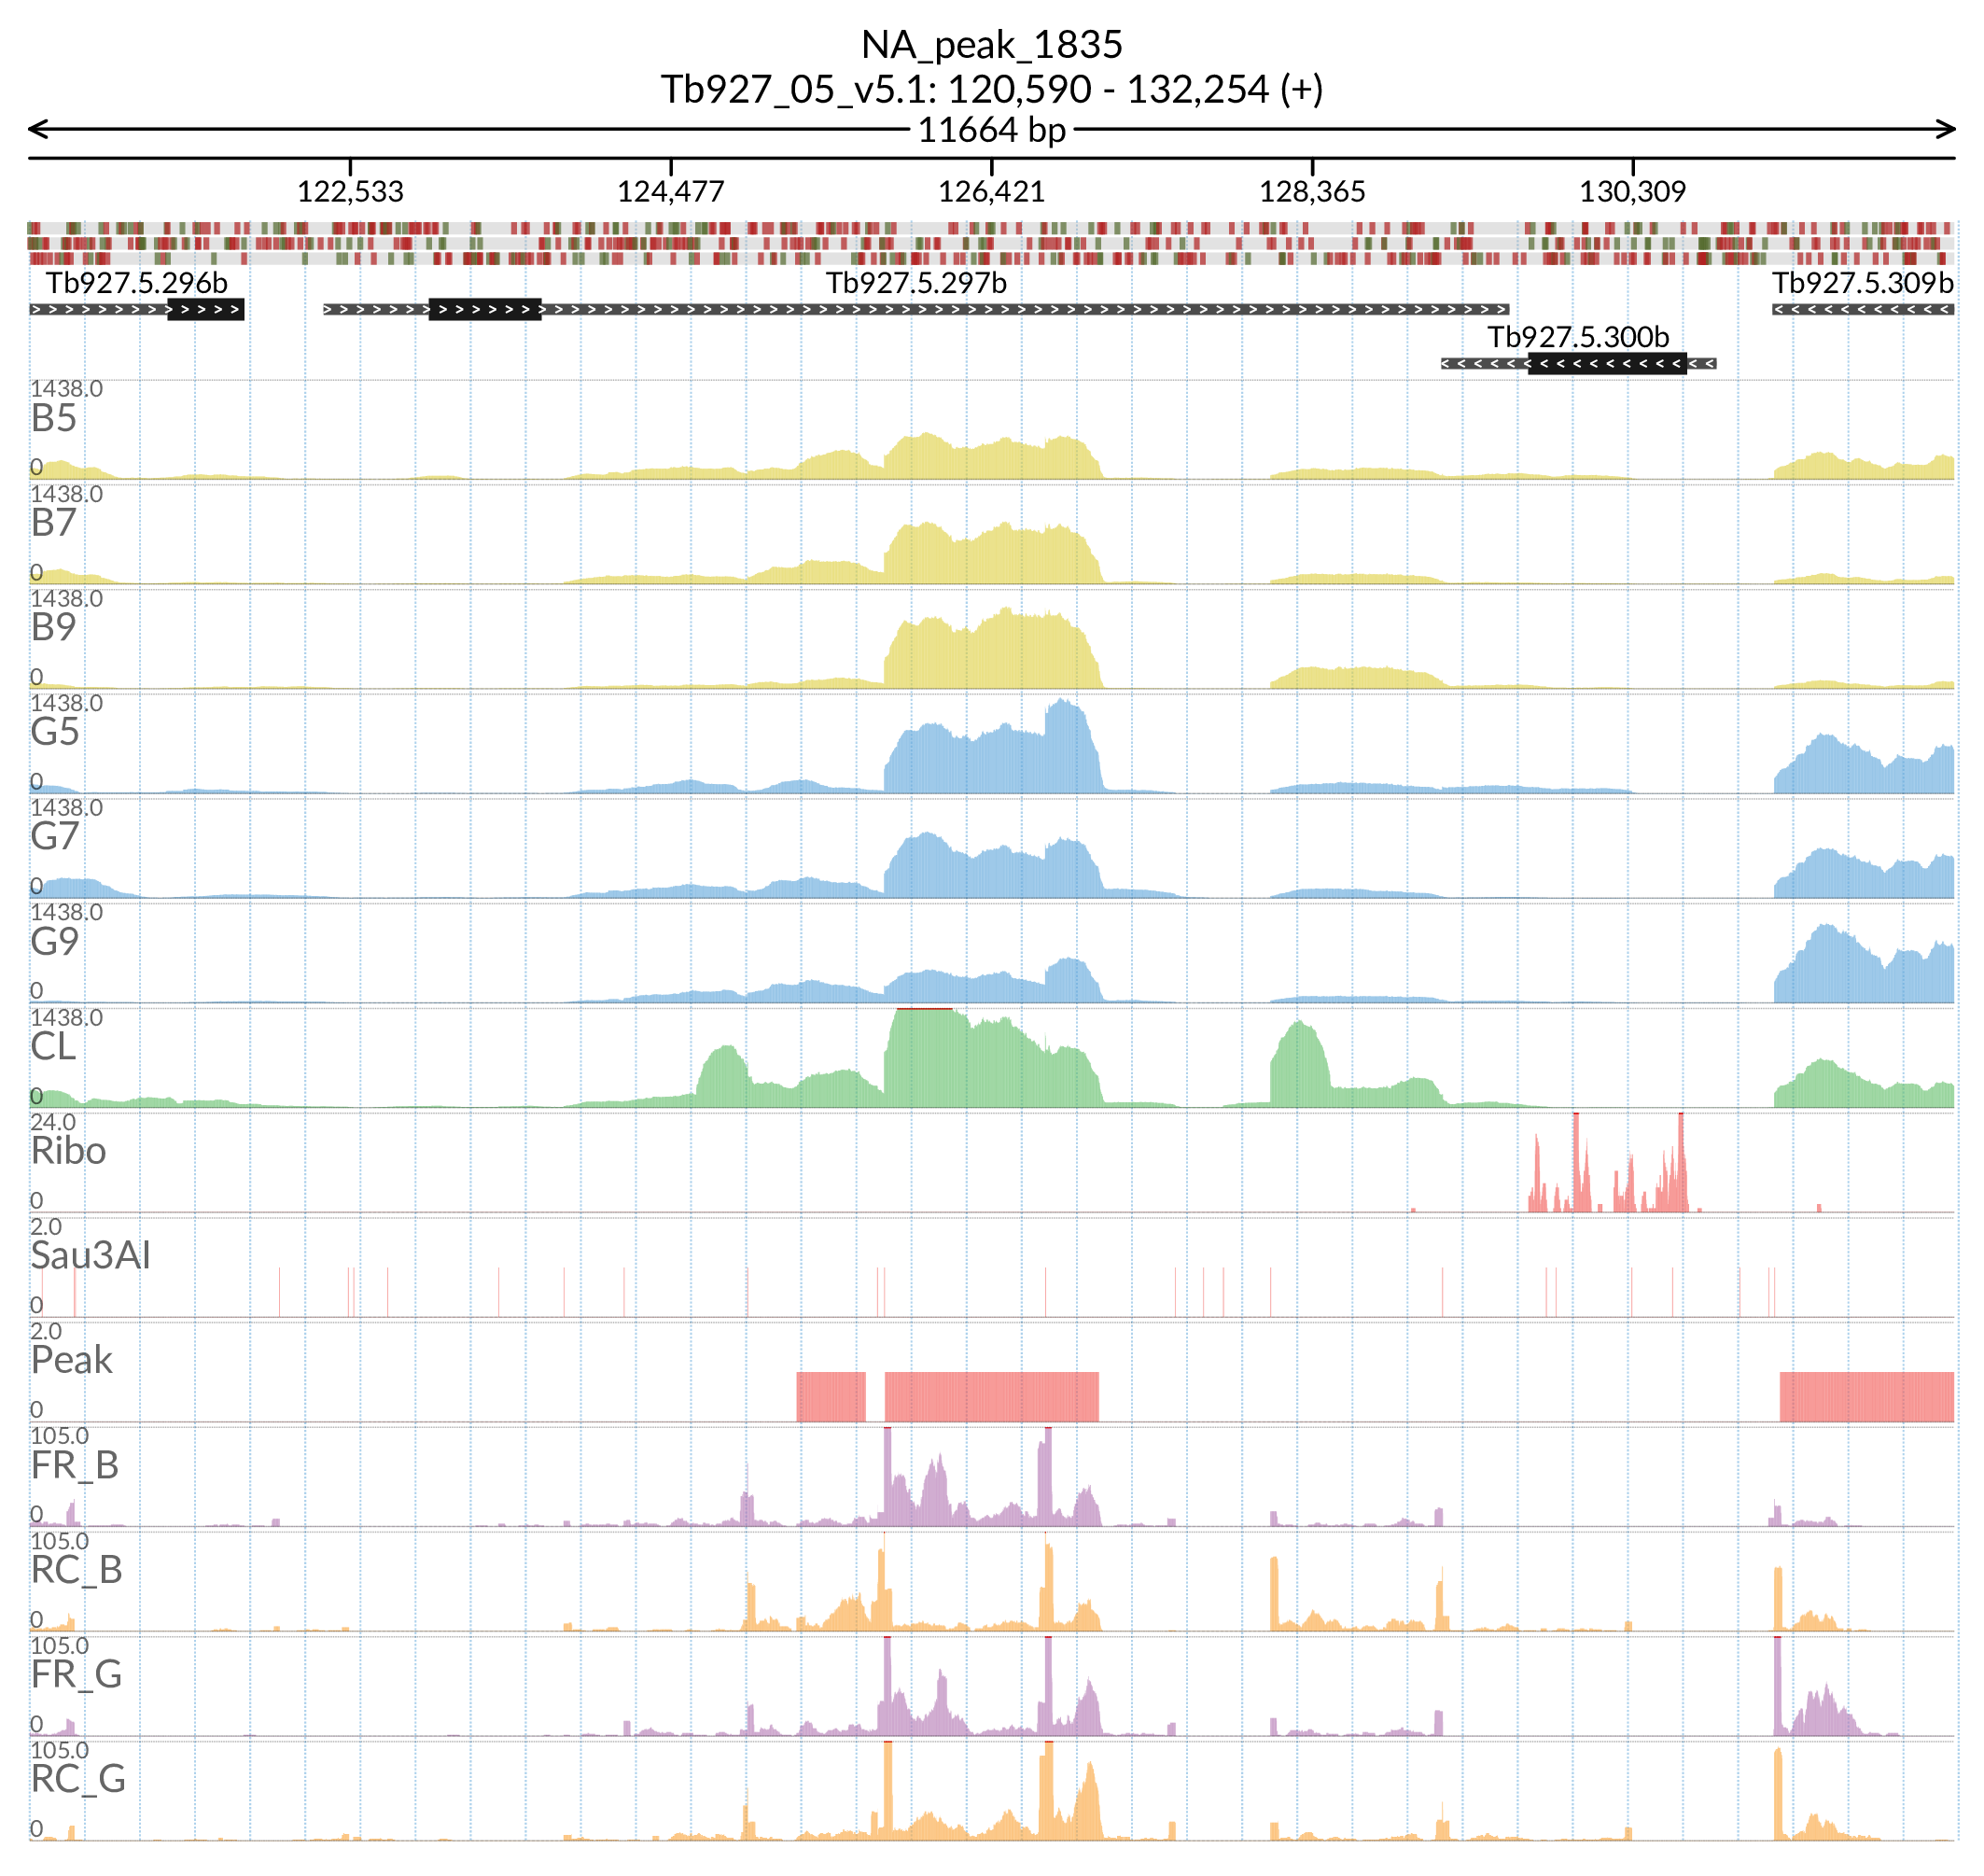 NA_peak_1835
Tb927_05_v5.1: 120,590 - 132,254 (+)
11664 bp
122,533 124,477 126,421 128,365 130,309
Tb927.5.296b Tb927.5.297b Tb927.5.309b
Tb927.5.300b
1438.0
B5
0
1438.0
B7
0
1438.0
B9
0
1438.0
G5
0
1438.0
G7
0
1438.0
G9
0
1438.0
CL
0
24.0
Ribo
0
2.0
Sau3AI
0
2.0
Peak
0
105.0
FR_B
0
105.0
RC_B
0
105.0
FR_G
0
105.0
RC_G
0